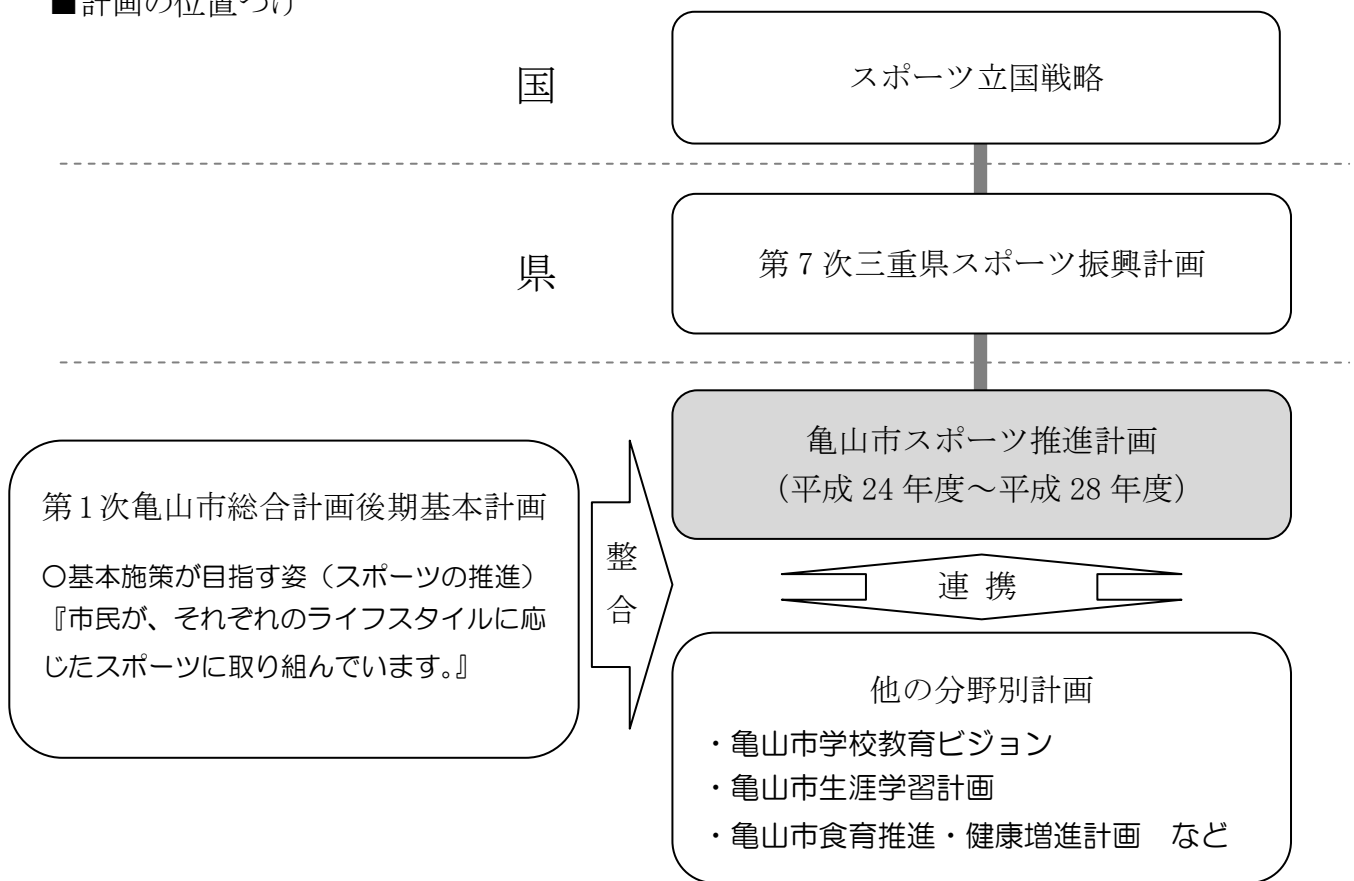 ■計画の位置づけ
国
スポーツ立国戦略
県
第7次三重県スポーツ振興計画
亀山市スポーツ推進計画
（平成 24 年度～平成 28 年度）
第1次亀山市総合計画後期基本計画
○基本施策が目指す姿（スポーツの推進）
『市民が、それぞれのライフスタイルに応
じたスポーツに取り組んでいます。』
整
合
連 携
他の分野別計画
・亀山市学校教育ビジョン
・亀山市生涯学習計画
・亀山市食育推進・健康増進計画　など